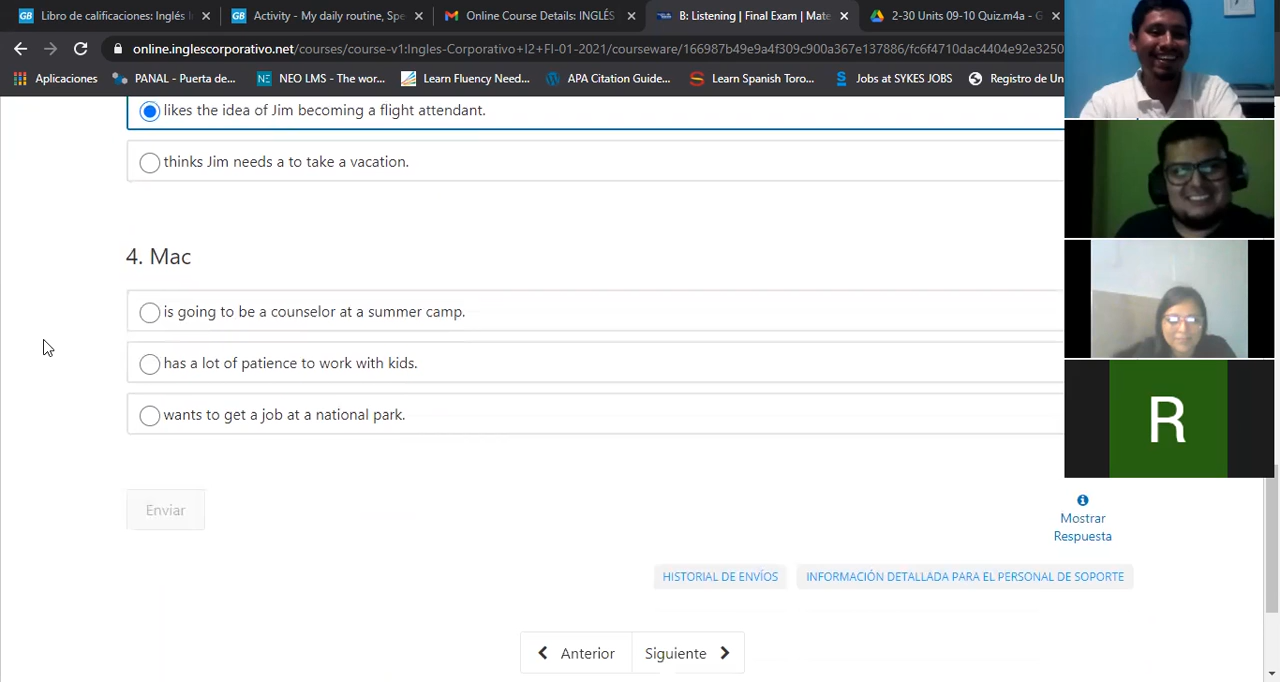 Libro de calificaciones: Inglés I
Activity - My daily routine, Spe
Online Course Details: INGLÉS
B: Listening | Final Exam | Mate
2-30 Units 09-10 Quiz.m4a - G
online.inglescorporativo.net/courses/course-v1:Ingles-Corporativo+I2+FI-01-2021/courseware/166987b49e9a4f309c900a367e137886/fc6f4710dac4404e92e3250
Aplicaciones
PANAL - Puerta de...
NEO LMS - The wor...
Learn Fluency Need...
APA Citation Guide...
Learn Spanish Toro...
Jobs at SYKES JOBS
Registro de Un
likes the idea of Jim becoming a flight attendant.
thinks Jim needs a to take a vacation.
4. Mac
is going to be a counselor at a summer camp.
has a lot of patience to work with kids.
wants to get a job at a national park.
R
Enviar
Mostrar
Respuesta
HISTORIAL DE ENVÍOS
INFORMACIÓN DETALLADA PARA EL PERSONAL DE SOPORTE
Anterior
Siguiente